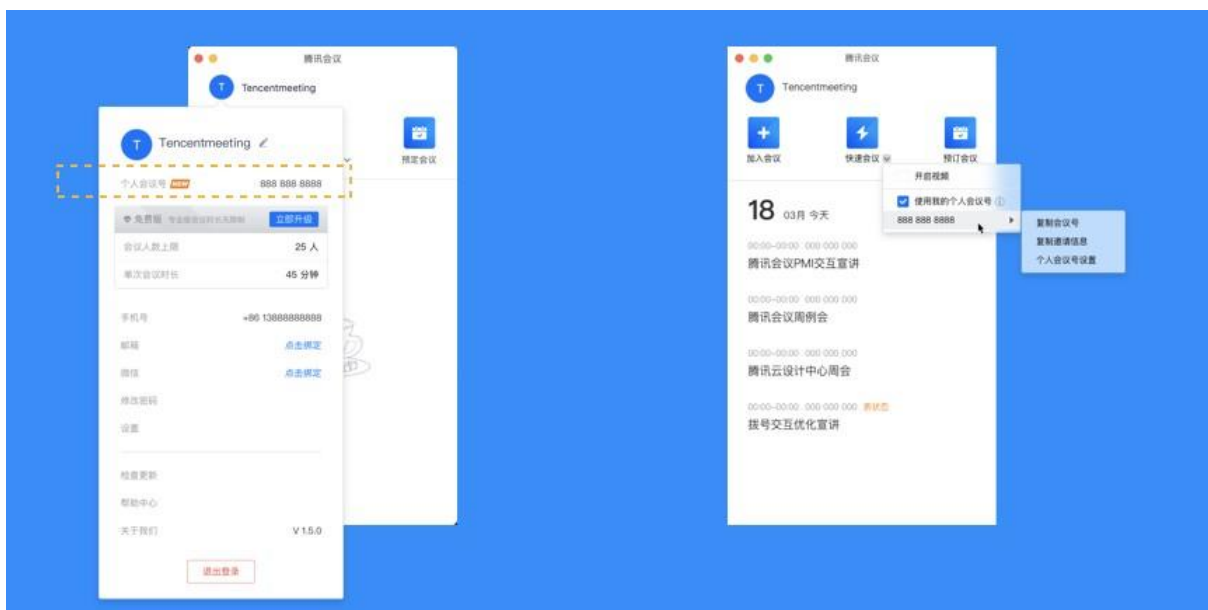 腾讯会议
T Tencentmeeting
预定会议
T Tencentmeeting
个人会议号 NEW 888 888 8888
免费版 专业版会议时长无限制 立即升级
会议人数上限 25 人
单次会议时长 45 分钟
手机号 +86 13888888888
邮箱 点击绑定
微信 点击绑定
修改密码
设置
检查更新
帮助中心
关于我们 V 1.5.0
退出登录
腾讯会议
T Tencentmeeting
加入会议 快速会议 预订会议
开启视频
使用我的个人会议号
888 888 8888
复制会议号
复制邀请信息
个人会议号设置
18 03月 今天
00:00-00:00 000 000 000
腾讯会议PMI交互宣讲
00:00-00:00 000 000 000
腾讯会议周例会
00:00-00:00 000 000 000
腾讯云设计中心周会
00:00-00:00 000 000 000
拨号交互优化宣讲